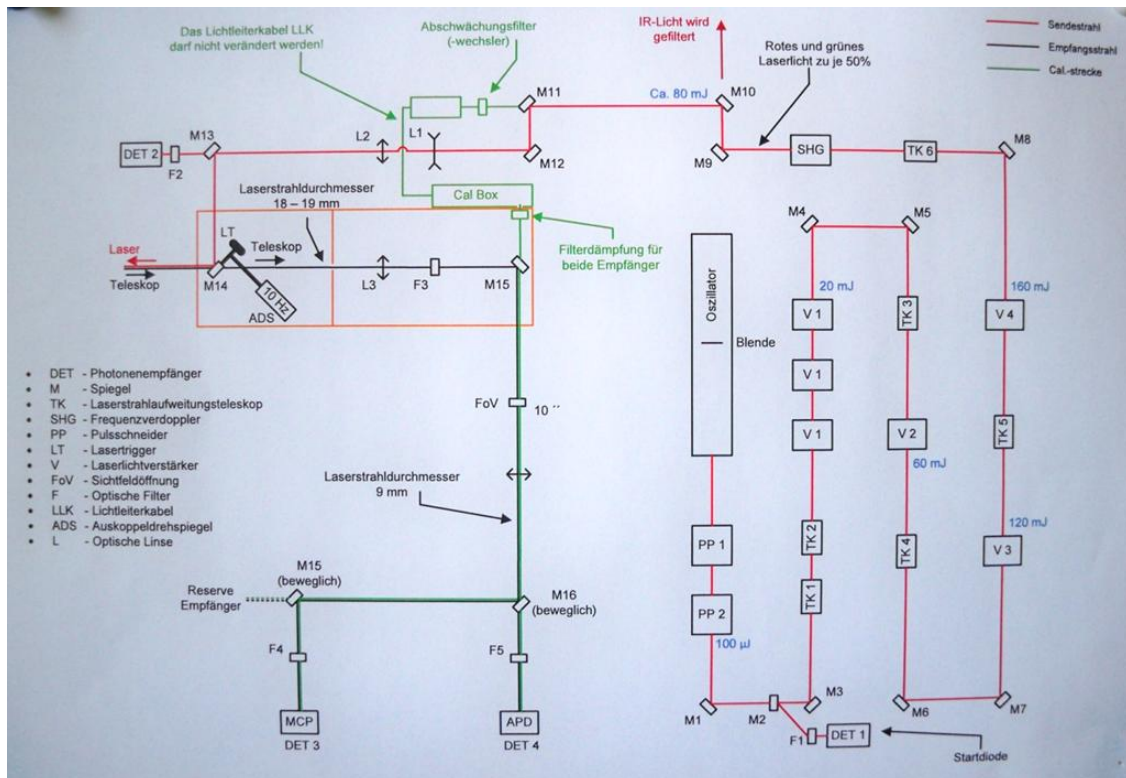 Das Lichtleiterkabel LLK
darf nicht verändert werden!
Abschwächungsfilter
(-wechsler)
IR-Licht wird
gefiltert
Rotes und grünes
Laserlicht zu je 50%
Sendestrahl
Empfangsstrahl
Cal.-strecke
M11
Ca. 80 mJ
M10
M13
L2
L1
M8
DET 2
F2
M12
M9
SHG
TK 6
Laserstrahldurchmesser
18 – 19 mm
Cal Box
M4
M5
LT
Teleskop
Filterdämpfung für
beide Empfänger
Laser
Teleskop
M14
L3
F3
M15
10 Hz
ADS
Oszillator
Blende
20 mJ
V 1
TK 3
160 mJ
V 4
V 1
V 1
V 2
TK 5
60 mJ
• DET - Photonenempfänger
• M - Spiegel
• TK - Laserstrahlaufweitungsteleskop
• SHG - Frequenzverdoppler
• PP - Pulsschneider
• LT - Lasertrigger
• V - Laserlichtverstärker
• FoV - Sichtfeldöffnung
• F - Optische Filter
• LLK - Lichtleiterkabel
• ADS - Auskoppeldrehspiegel
• L - Optische Linse
FoV
10 ´´
Laserstrahldurchmesser
9 mm
PP 1
TK 2
TK 4
120 mJ
V 3
M15
(beweglich)
Reserve
Empfänger
M16
(beweglich)
PP 2
TK 1
100 µJ
F4
F5
M1
M2
M3
M6
M7
MCP
DET 3
APD
DET 4
F1
DET 1
Startdiode